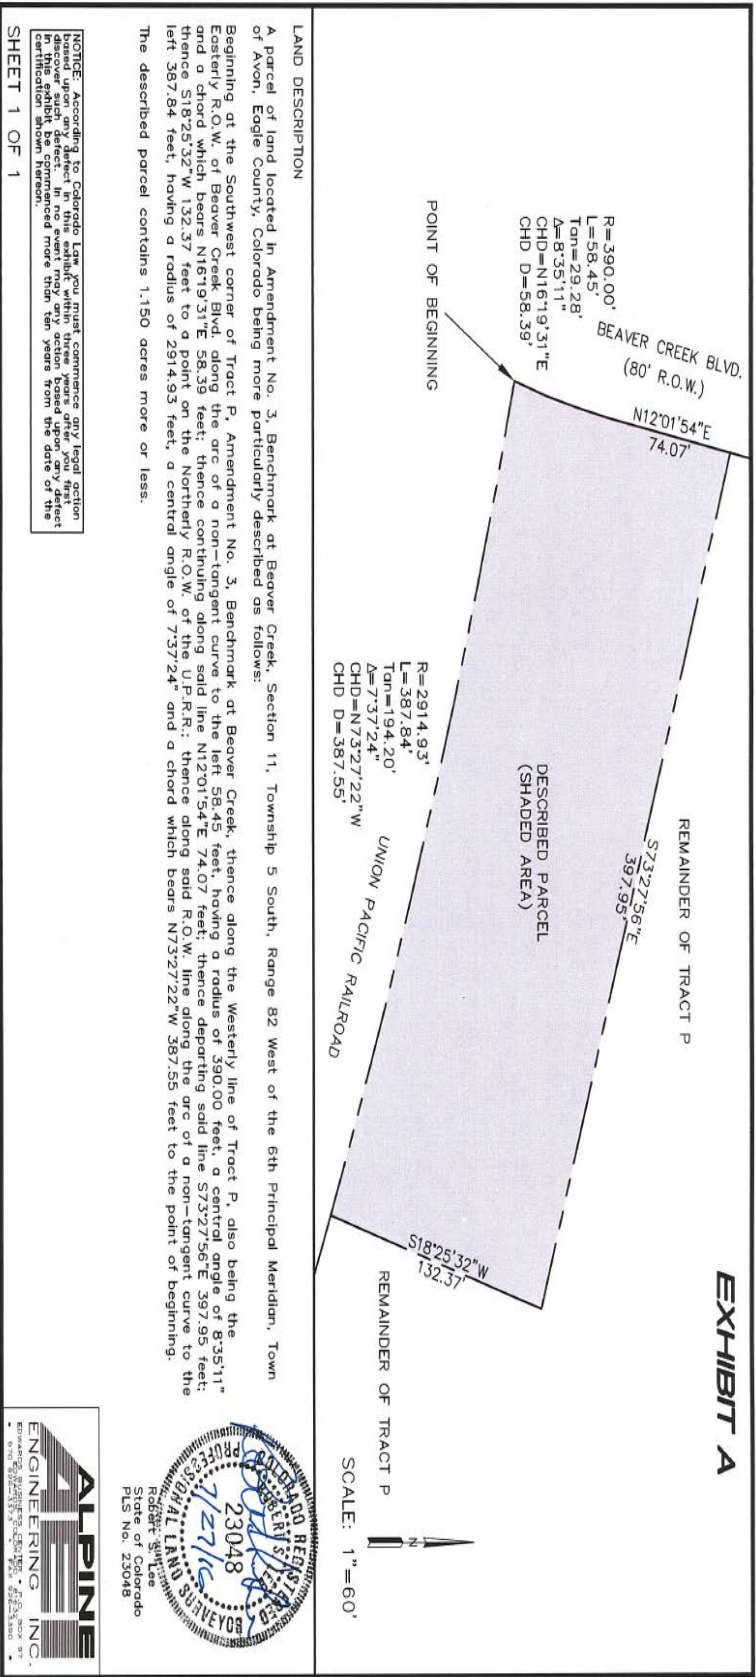 EXHIBIT A
R=390.00'
L=58.45'
Tan=29.28'
Δ=8°35'11"
CHD=N16°19'31"E
CHD D=58.39'
BEAVER CREEK BLVD.
(80' R.O.W.)
N12°01'54"E
74.07'
POINT OF BEGINNING
REMAINDER OF TRACT P
S73°27'56"E
397.95'
DESCRIBED PARCEL
(SHADED AREA)
R=2914.93'
L=387.84'
Tan=194.20'
Δ=7°37'24"
CHD=N73°27'22"W
CHD D=387.55'
UNION PACIFIC RAILROAD
S18°25'32"W
132.37'
REMAINDER OF TRACT P
N
SCALE: 1"=60'
LAND DESCRIPTION
A parcel of land located in Amendment No. 3, Benchmark at Beaver Creek, Section 11, Township 5 South, Range 82 West of the 6th Principal Meridian, Town
of Avon, Eagle County, Colorado being more particularly described as follows:
Beginning at the Southwest corner of Tract P, Amendment No. 3, Benchmark at Beaver Creek, thence along the Westerly line of Tract P, also being the
Easterly R.O.W. of Beaver Creek Blvd. along the arc of a non-tangent curve to the left 58.45 feet, having a radius of 390.00 feet, a central angle of 8°35'11"
and a chord which bears N16°19'31"E 58.39 feet; thence continuing along said line N12°01'54"E 74.07 feet; thence departing said line S73°27'56"E 397.95 feet;
thence S18°25'32"W 132.37 feet to a point on the Northerly R.O.W. of the U.P.R.R.; thence along said R.O.W. line along the arc of a non-tangent curve to the
left 387.84 feet, having a radius of 2914.93 feet, a central angle of 7°37'24" and a chord which bears N73°27'22"W 387.55 feet to the point of beginning.
The described parcel contains 1.150 acres more or less.
COLORADO REGISTERED
ROBERT S. LEE
23048
7/27/16
PROFESSIONAL LAND SURVEYOR
Robert S. Lee
State of Colorado
PLS No. 23048
NOTICE: According to Colorado Law you must commence any legal action
based upon any defect in this exhibit within three years after you first
discover such defect. In no event may any action based upon any defect
in this exhibit be commenced more than ten years from the date of the
certification shown hereon.
SHEET 1 OF 1
ALPINE
AEI
ENGINEERING INC.
EDWARDS BUSINESS CENTER • P.O. BOX 97